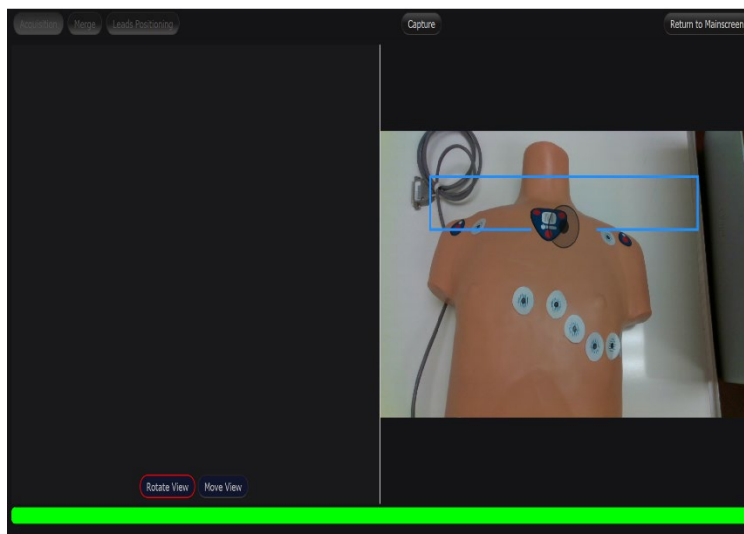 Acquisition Merge Leads Positioning Capture Return to Mainscreen
Rotate View Move View